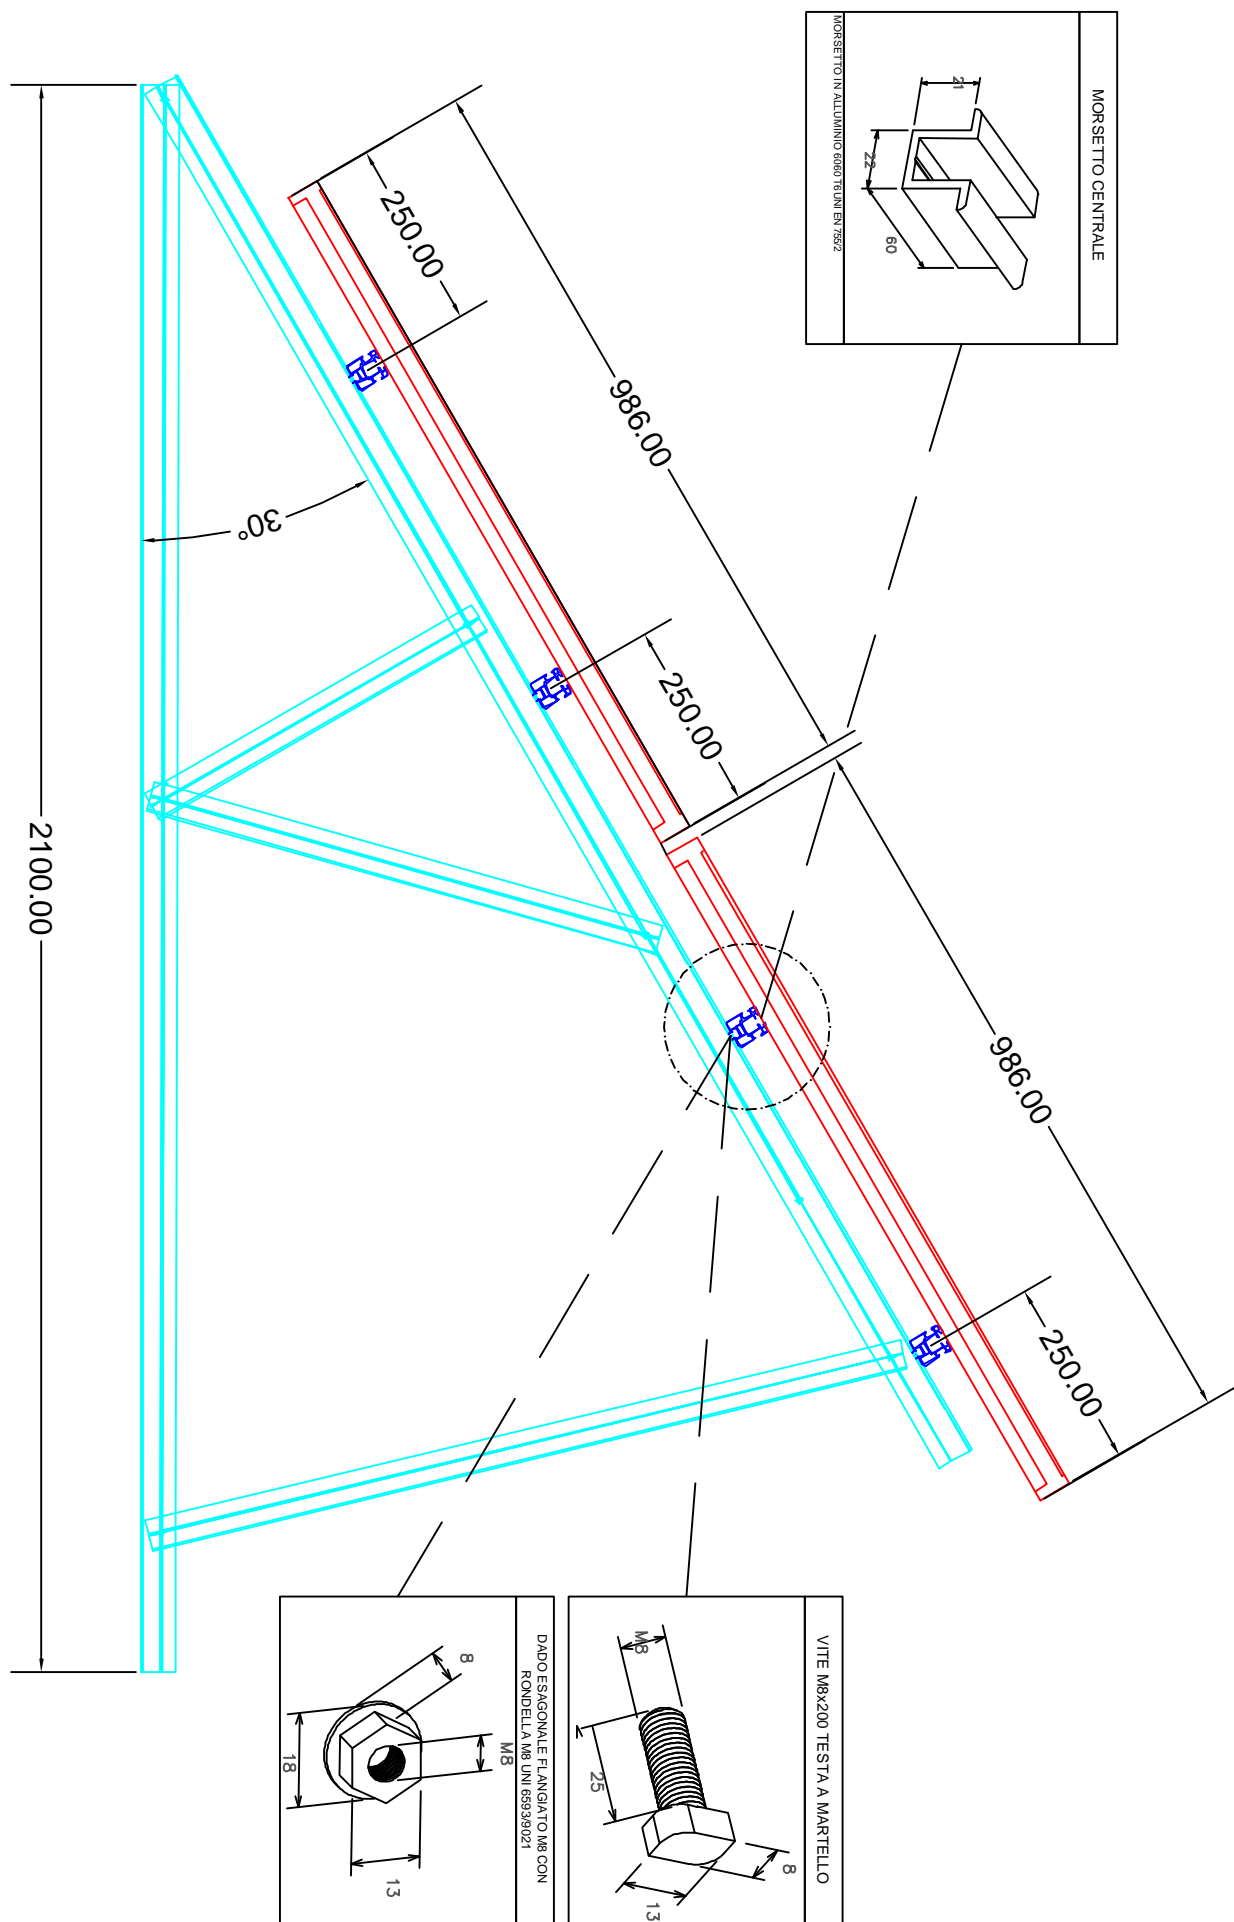 MORSETTO CENTRALE
21
22
60
MORSETTO IN ALLUMINIO 6060 T6 UNI EN 755/2
250.00
986.00
30°
250.00
2100.00
986.00
250.00
VITE M8x200 TESTA A MARTELLO
M8
25
8
13
DADO ESAGONALE FLANGIATO M8 CON
RONDELLA M8 UNI 6593/9021
8
M8
18
13